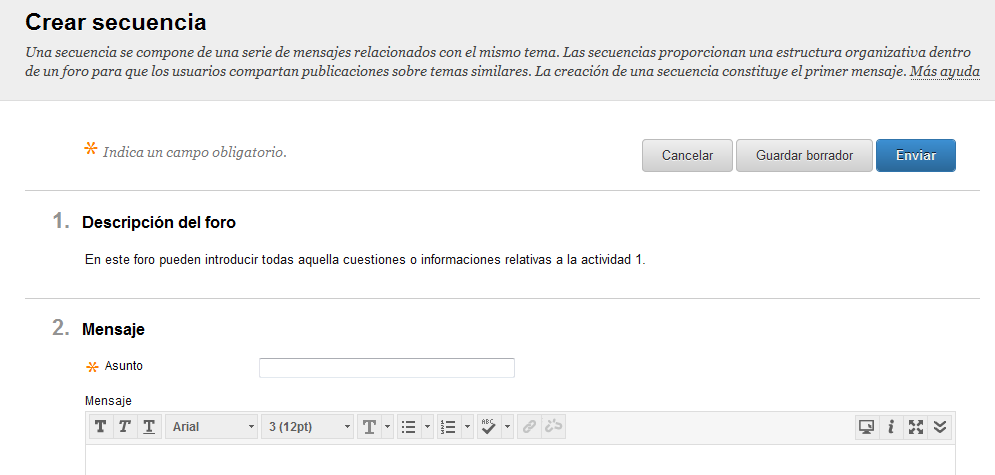 Crear secuencia
Una secuencia se compone de una serie de mensajes relacionados con el mismo tema. Las secuencias proporcionan una estructura organizativa dentro
de un foro para que los usuarios compartan publicaciones sobre temas similares. La creación de una secuencia constituye el primer mensaje. Más ayuda
* Indica un campo obligatorio.
Cancelar Guardar borrador Enviar
1. Descripción del foro
En este foro pueden introducir todas aquella cuestiones o informaciones relativas a la actividad 1.
2. Mensaje
* Asunto
Mensaje
T T T Arial 3 (12pt) T ABC i